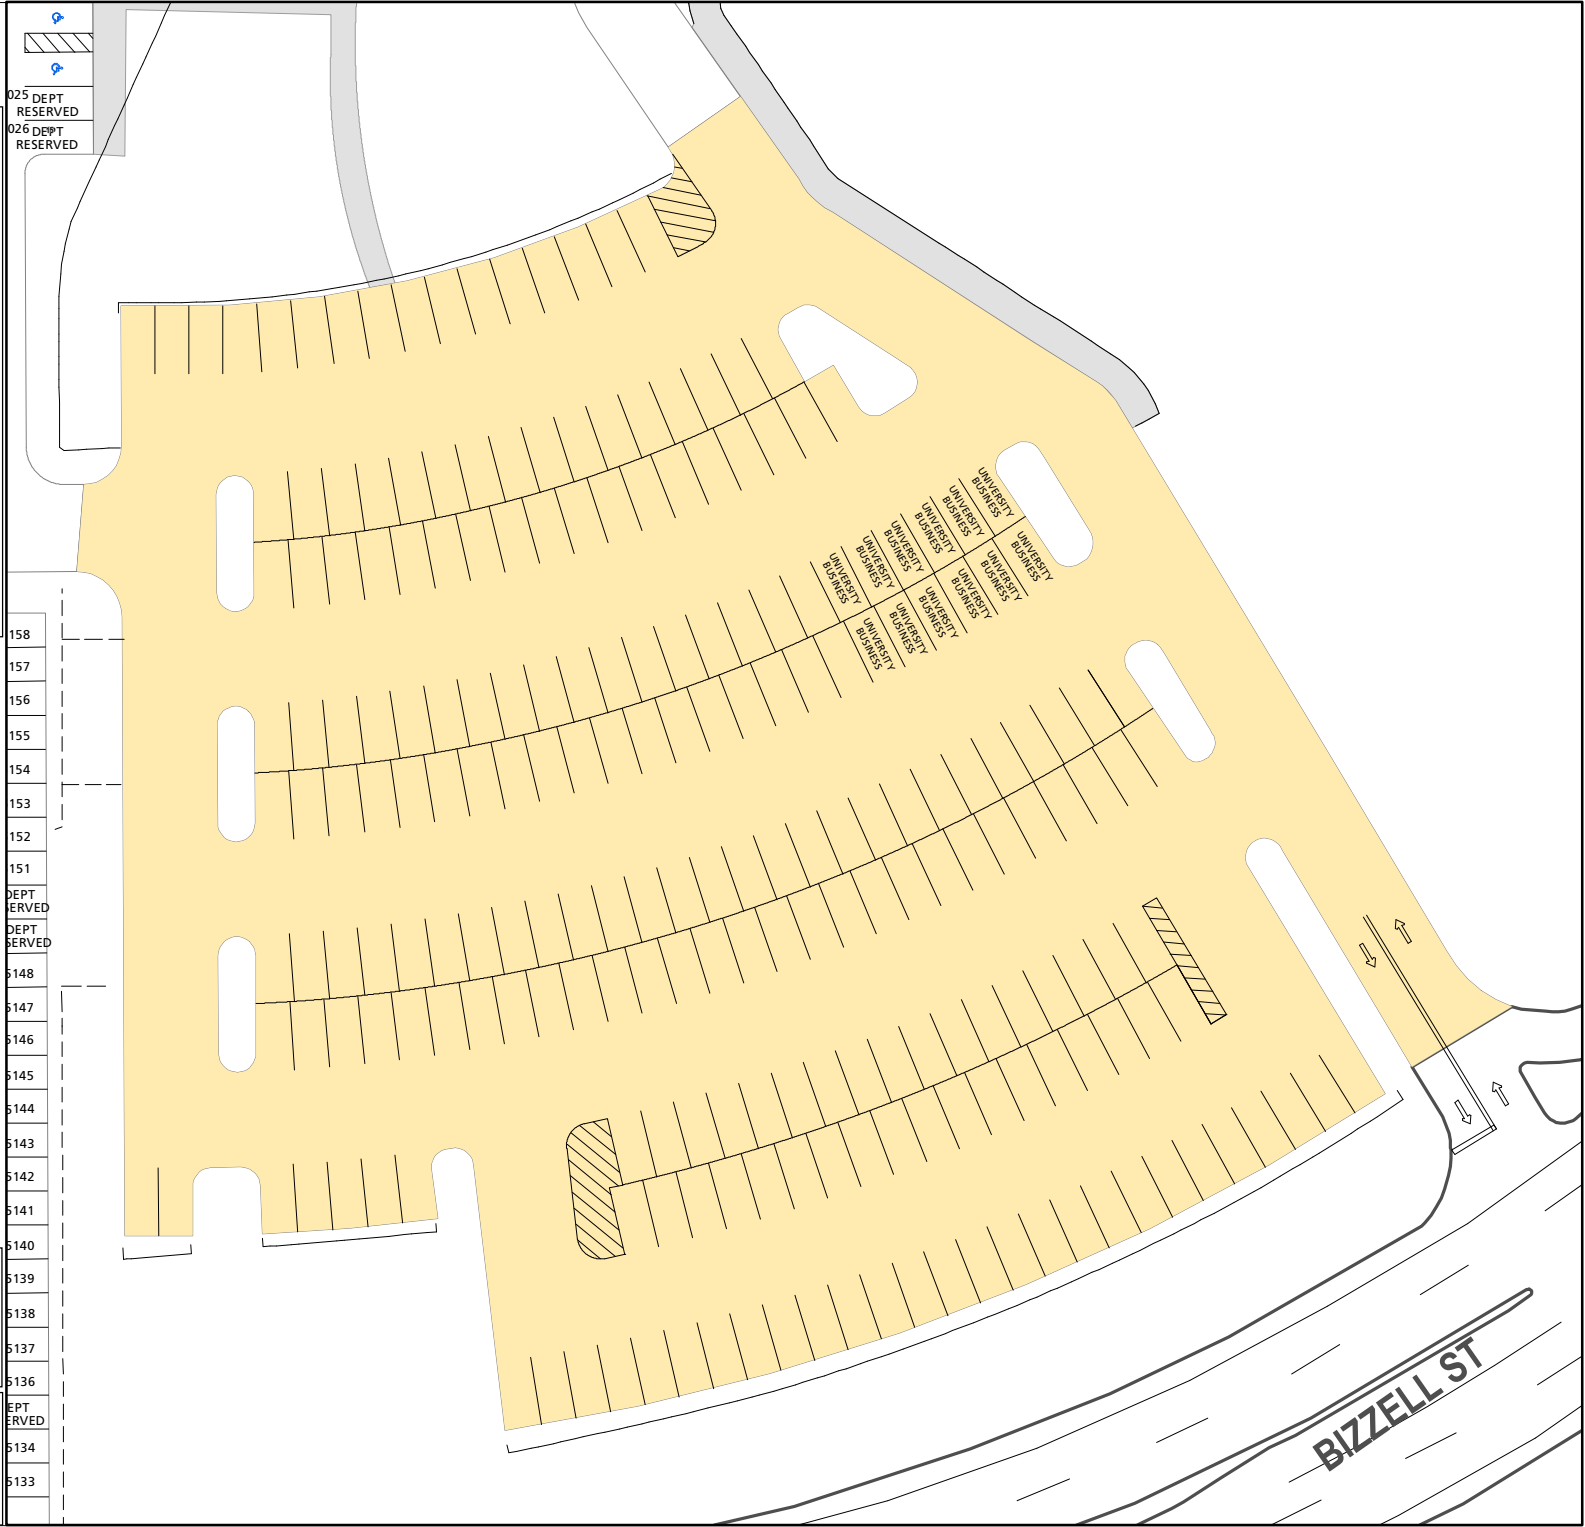 025
DEPT
RESERVED
026
DEPT
RESERVED
158
157
156
155
154
153
152
151
DEPT
SERVED
DEPT
SERVED
5148
5147
5146
5145
5144
5143
5142
5141
5140
5139
5138
5137
5136
EPT
ERVED
5134
5133
UNIVERSITY
BUSINESS
UNIVERSITY
BUSINESS
UNIVERSITY
BUSINESS
UNIVERSITY
BUSINESS
UNIVERSITY
BUSINESS
UNIVERSITY
BUSINESS
UNIVERSITY
BUSINESS
UNIVERSITY
BUSINESS
UNIVERSITY
BUSINESS
UNIVERSITY
BUSINESS
UNIVERSITY
BUSINESS
UNIVERSITY
BUSINESS
BIZZELL ST